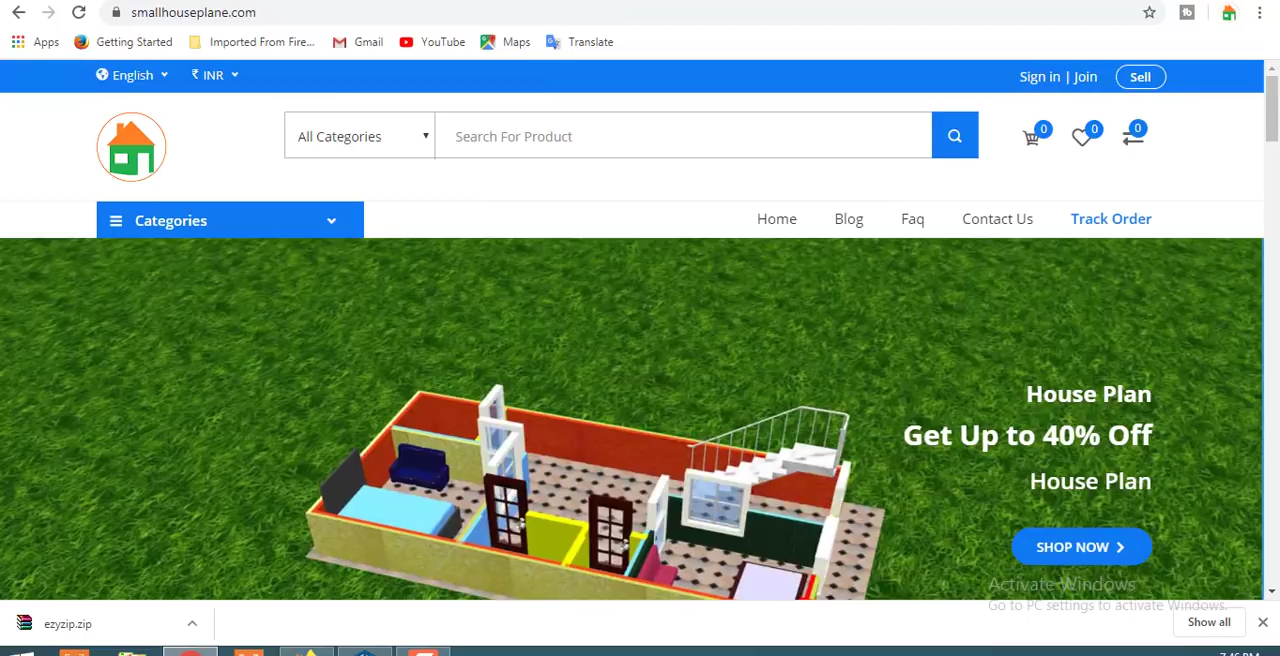 smallhouseplane.com
Apps Getting Started Imported From Fire... Gmail YouTube Maps Translate
English ₹ INR Sign in | Join Sell
All Categories Search For Product 0 0 0
Categories Home Blog Faq Contact Us Track Order
House Plan
Get Up to 40% Off
House Plan
SHOP NOW
Activate Windows
Go to PC settings to activate Windows.
ezyzip.zip Show all